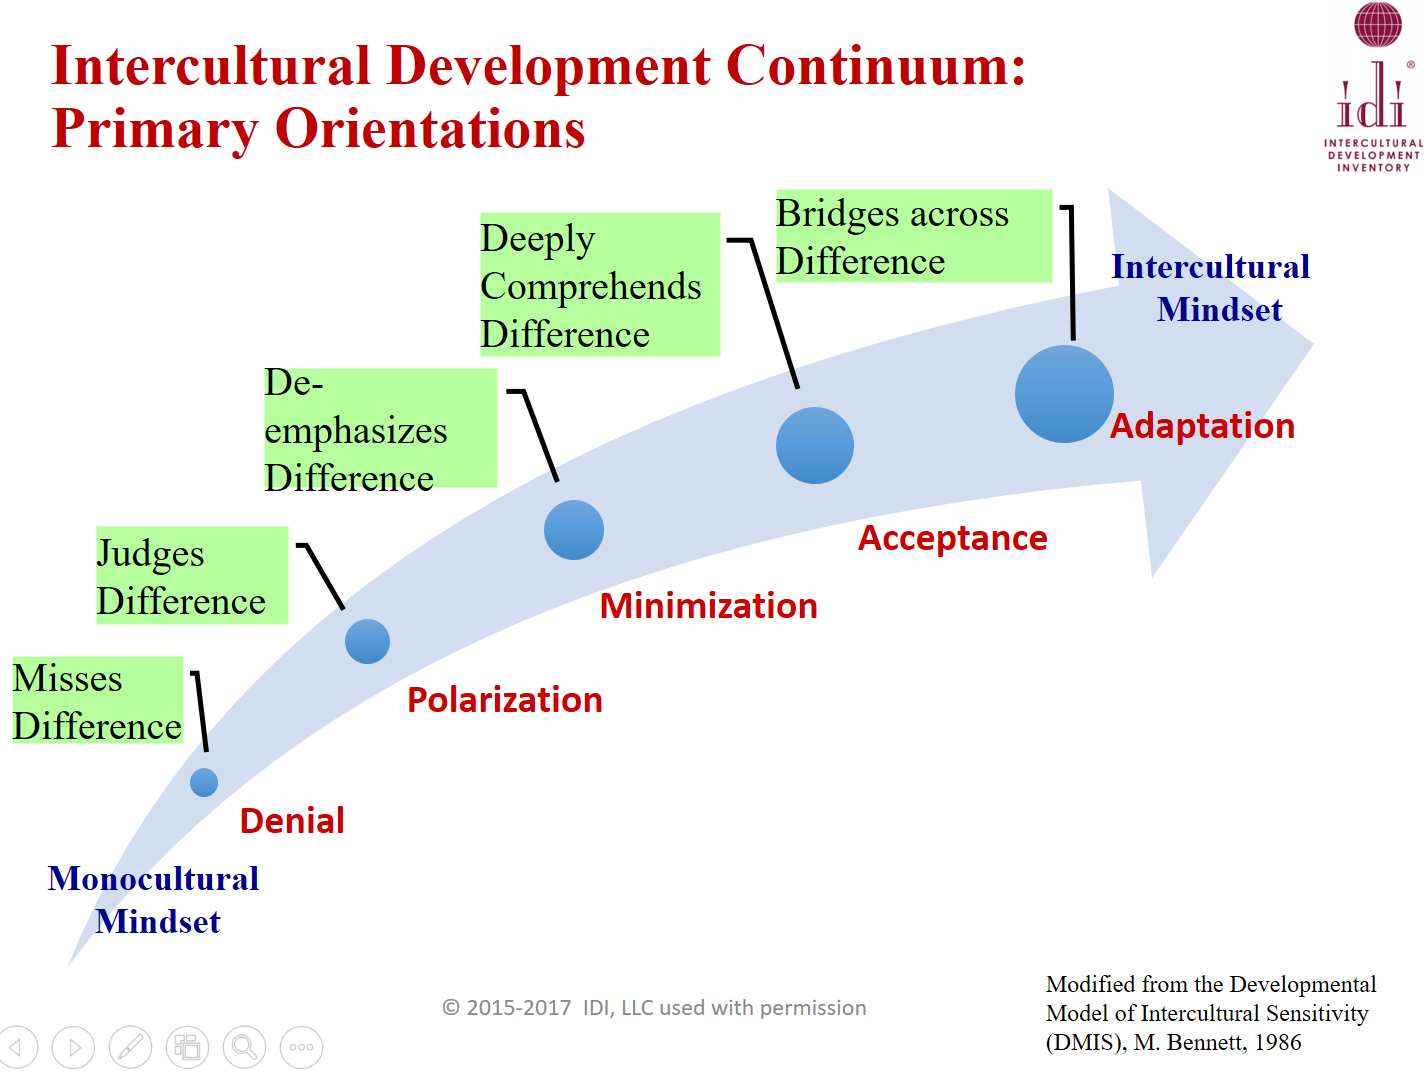 Intercultural Development Continuum:
Primary Orientations
idi
®
INTERCULTURAL
DEVELOPMENT
INVENTORY
Bridges across
Difference
Deeply
Comprehends
Difference
Intercultural
Mindset
De-
emphasizes
Difference
Adaptation
Judges
Difference
Acceptance
Minimization
Misses
Difference
Polarization
Denial
Monocultural
Mindset
© 2015-2017 IDI, LLC used with permission
Modified from the Developmental
Model of Intercultural Sensitivity
(DMIS), M. Bennett, 1986